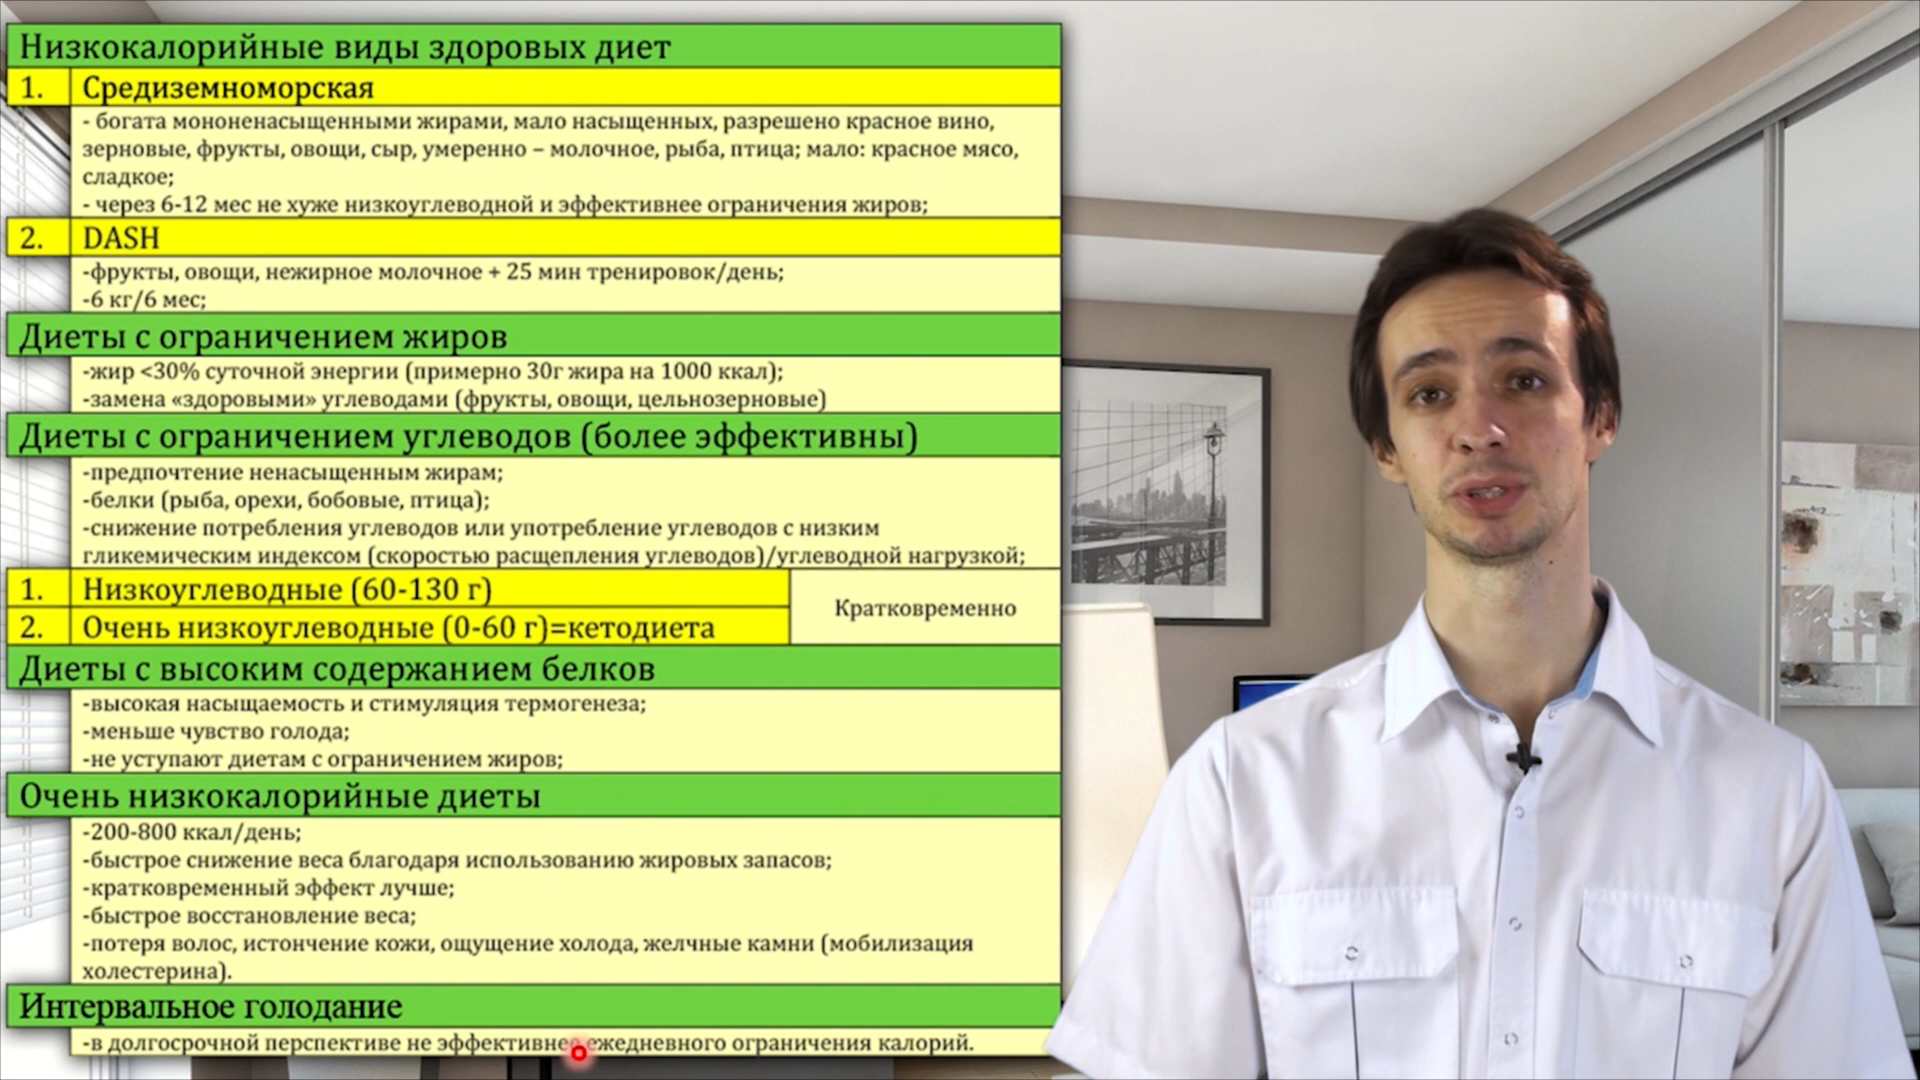 Низкокалорийные виды здоровых диет
1. Средиземноморская
- богата мононенасыщенными жирами, мало насыщенных, разрешено красное вино,
зерновые, фрукты, овощи, сыр, умеренно – молочное, рыба, птица; мало: красное мясо,
сладкое;
- через 6-12 мес не хуже низкоуглеводной и эффективнее ограничения жиров;
2. DASH
-фрукты, овощи, нежирное молочное + 25 мин тренировок/день;
-6 кг/6 мес;
Диеты с ограничением жиров
-жир <30% суточной энергии (примерно 30г жира на 1000 ккал);
-замена «здоровыми» углеводами (фрукты, овощи, цельнозерновые)
Диеты с ограничением углеводов (более эффективны)
-предпочтение ненасыщенным жирам;
-белки (рыба, орехи, бобовые, птица);
-снижение потребления углеводов или употребление углеводов с низким
гликемическим индексом (скоростью расщепления углеводов)/углеводной нагрузкой;
1. Низкоуглеводные (60-130 г)
2. Очень низкоуглеводные (0-60 г)=кетодиета
Кратковременно
Диеты с высоким содержанием белков
-высокая насыщаемость и стимуляция термогенеза;
-меньше чувство голода;
-не уступают диетам с ограничением жиров;
Очень низкокалорийные диеты
-200-800 ккал/день;
-быстрое снижение веса благодаря использованию жировых запасов;
-кратковременный эффект лучше;
-быстрое восстановление веса;
-потеря волос, истончение кожи, ощущение холода, желчные камни (мобилизация
холестерина).
Интервальное голодание
-в долгосрочной перспективе не эффективнее ежедневного ограничения калорий.